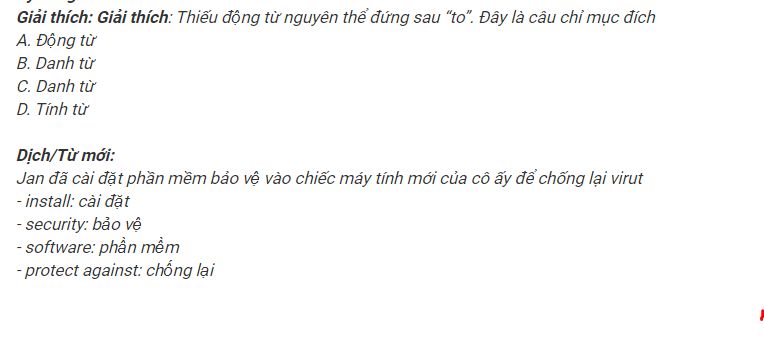 Giải thích: Giải thích: Thiếu động từ nguyên thể đứng sau “to”. Đây là câu chỉ mục đích
A. Động từ
B. Danh từ
C. Danh từ
D. Tính từ
Dịch/Từ mới:
Jan đã cài đặt phần mềm bảo vệ vào chiếc máy tính mới của cô ấy để chống lại virut
- install: cài đặt
- security: bảo vệ
- software: phần mềm
- protect against: chống lại